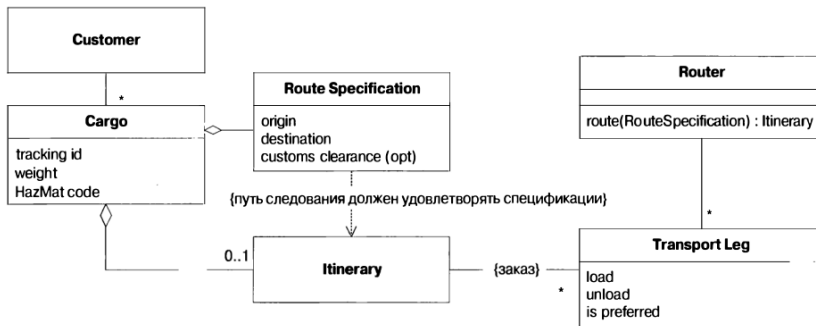 Customer
*
Cargo
tracking id
weight
HazMat code
Route Specification
origin
destination
customs clearance (opt)
Router
route(RouteSpecification) : Itinerary
{путь следования должен удовлетворять спецификации}
*
0..1
Itinerary
{заказ}
*
Transport Leg
load
unload
is preferred